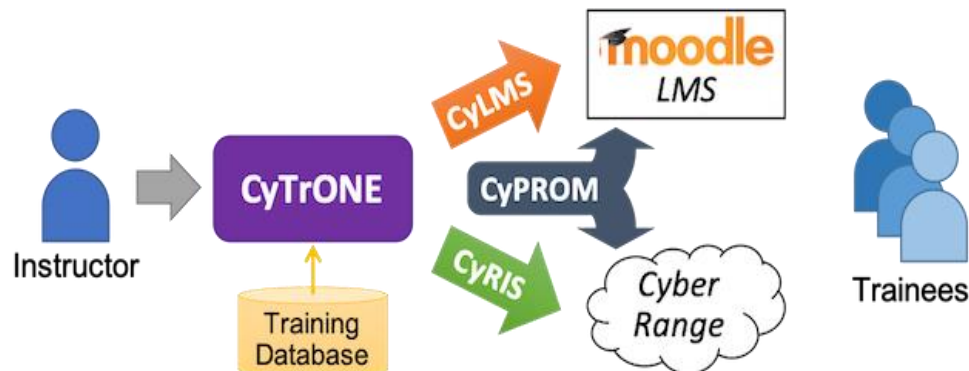 Instructor
CyTrONE
Training
Database
CyLMS
CyPROM
CyRIS
moodle
LMS
Cyber
Range
Trainees